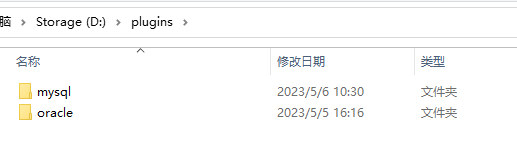 脑 > Storage (D:) > plugins >
名称 修改日期 类型
mysql 2023/5/6 10:30 文件夹
oracle 2023/5/5 16:16 文件夹